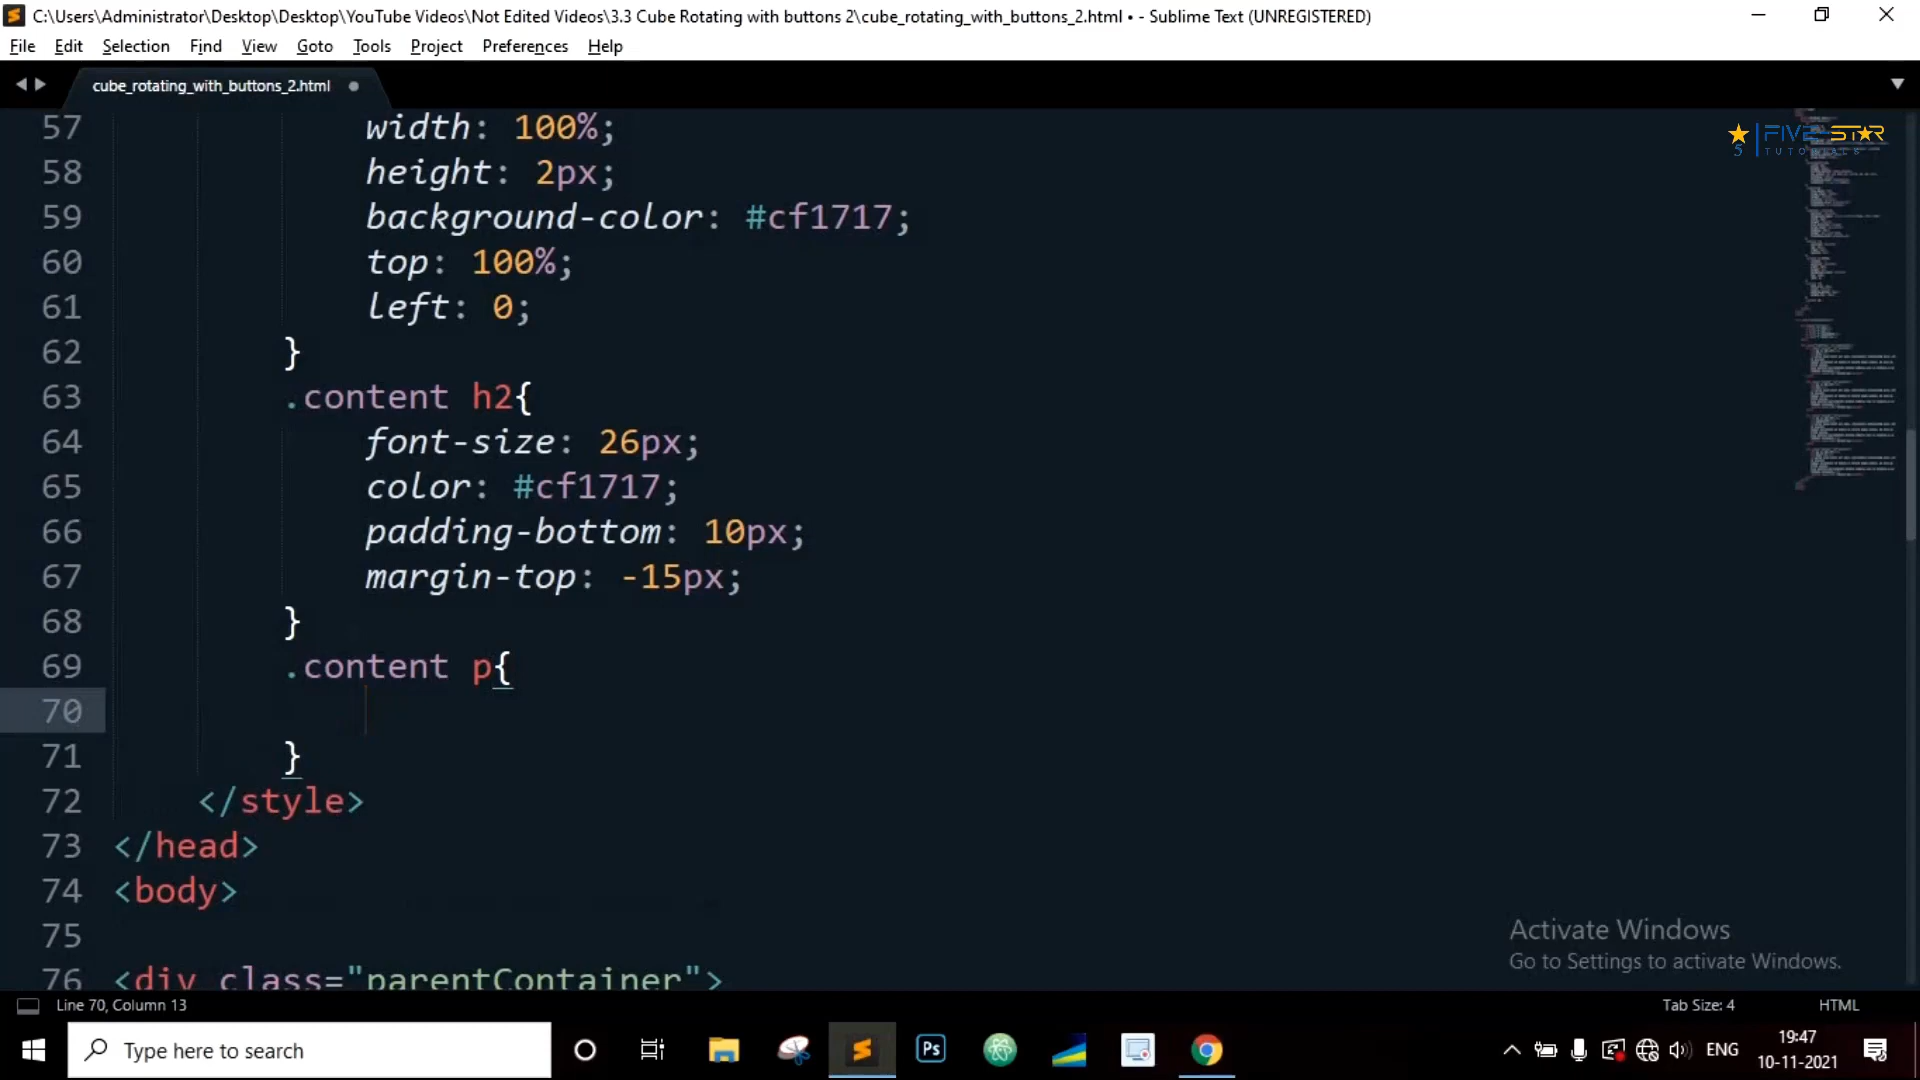 C:\Users\Administrator\Desktop\Desktop\YouTube Videos\Not Edited Videos\3.3 Cube Rotating with buttons 2\cube_rotating_with_buttons_2.html • - Sublime Text (UNREGISTERED)
File Edit Selection Find View Goto Tools Project Preferences Help
cube_rotating_with_buttons_2.html
57 width: 100%;
58 height: 2px;
59 background-color: #cf1717;
60 top: 100%;
61 left: 0;
62 }
63 .content h2{
64 font-size: 26px;
65 color: #cf1717;
66 padding-bottom: 10px;
67 margin-top: -15px;
68 }
69 .content p{
70
71 }
72 </style>
73 </head>
74 <body>
75
76 <div class="parentContainer">
5 FIVE STAR
TUTORIALS
Activate Windows
Go to Settings to activate Windows.
Line 70, Column 13 Tab Size: 4 HTML
Type here to search
Ps
ENG
19:47
10-11-2021